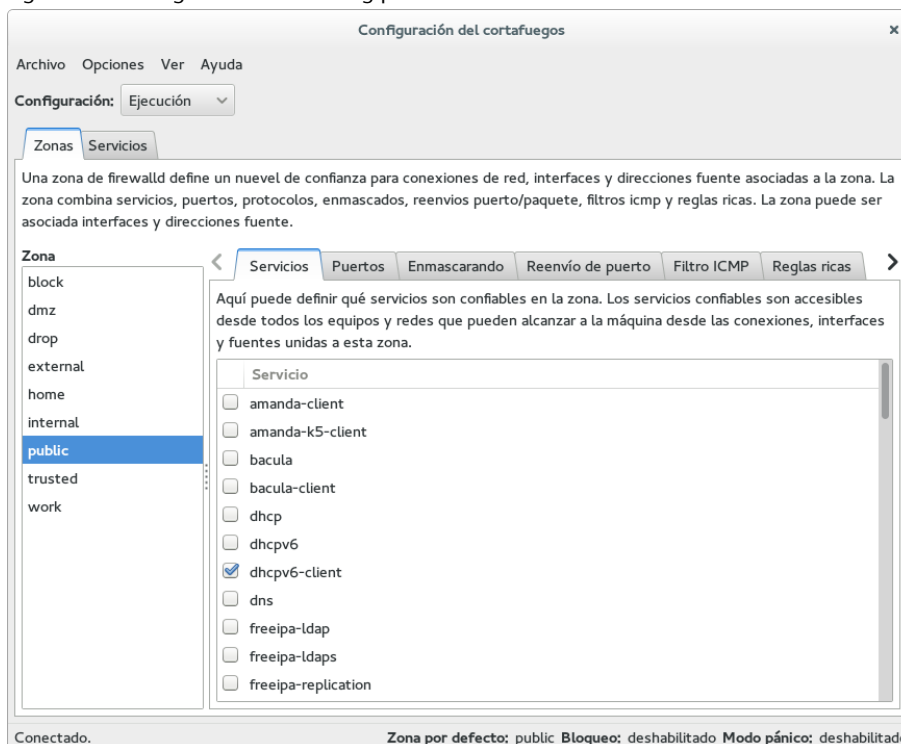 Configuración del cortafuegos
Archivo Opciones Ver Ayuda
Configuración: Ejecución
Zonas Servicios
Una zona de firewalld define un nuevel de confianza para conexiones de red, interfaces y direcciones fuente asociadas a la zona. La
zona combina servicios, puertos, protocolos, enmascados, reenvios puerto/paquete, filtros icmp y reglas ricas. La zona puede ser
asociada interfaces y direcciones fuente.
Zona
block
dmz
drop
external
home
internal
public
trusted
work
Servicios Puertos Enmascarando Reenvío de puerto Filtro ICMP Reglas ricas
Aquí puede definir qué servicios son confiables en la zona. Los servicios confiables son accesibles
desde todos los equipos y redes que pueden alcanzar a la máquina desde las conexiones, interfaces
y fuentes unidas a esta zona.
Servicio
amanda-client
amanda-k5-client
bacula
bacula-client
dhcp
dhcpv6
dhcpv6-client
dns
freeipa-ldap
freeipa-ldaps
freeipa-replication
Conectado.
Zona por defecto: public Bloqueo: deshabilitado Modo pánico: deshabilitado